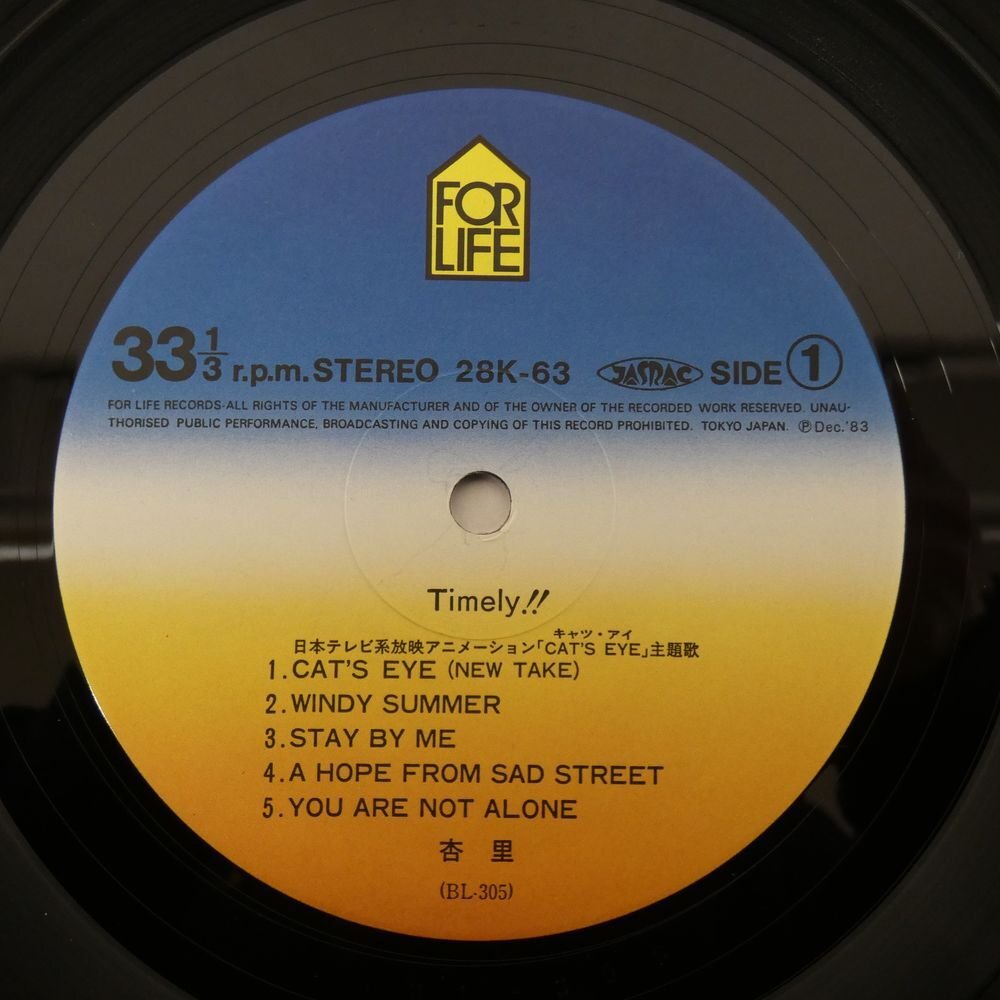 FOR
LIFE
33 1/3 r.p.m. STEREO 28K-63 JASRAC SIDE 1
FOR LIFE RECORDS-ALL RIGHTS OF THE MANUFACTURER AND OF THE OWNER OF THE RECORDED WORK RESERVED. UNAU-
THORISED PUBLIC PERFORMANCE, BROADCASTING AND COPYING OF THIS RECORD PROHIBITED. TOKYO JAPAN. ℗Dec.'83
Timely!!
キャツ・アイ
日本テレビ系放映アニメーション「CAT'S EYE」主題歌
1. CAT'S EYE (NEW TAKE)
2. WINDY SUMMER
3. STAY BY ME
4. A HOPE FROM SAD STREET
5. YOU ARE NOT ALONE
杏里
(BL-305)